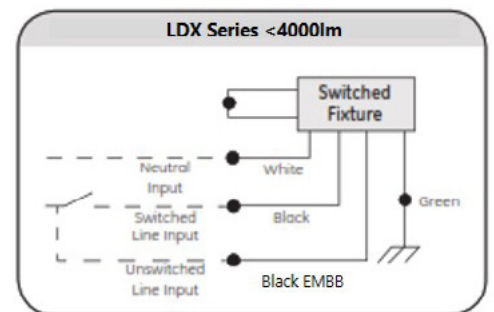 LDX Series <4000lm
Switched
Fixture
Neutral
Input
White
Switched
Line Input
Black
Green
Unswitched
Line Input
Black EMBB